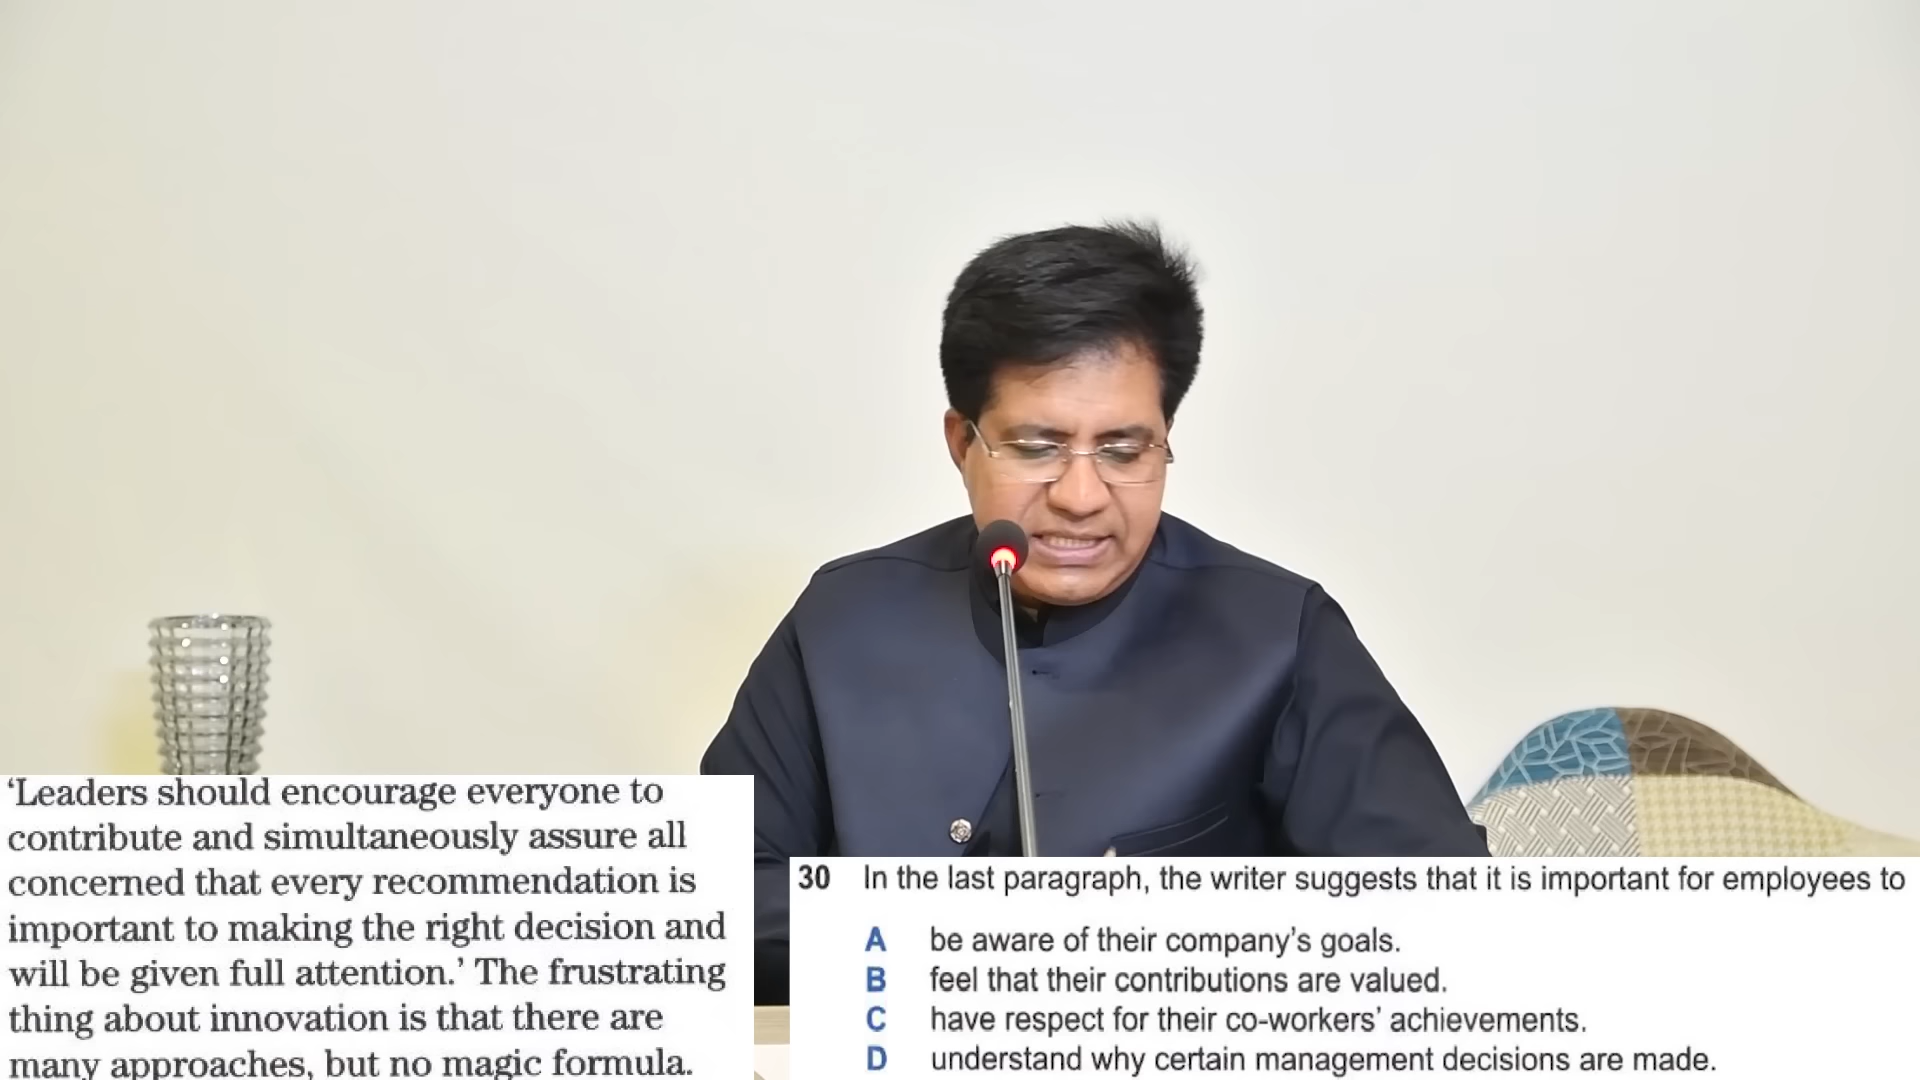 ‘Leaders should encourage everyone to
contribute and simultaneously assure all
concerned that every recommendation is
important to making the right decision and
will be given full attention.’ The frustrating
thing about innovation is that there are
many approaches, but no magic formula.
30 In the last paragraph, the writer suggests that it is important for employees to
A be aware of their company’s goals.
B feel that their contributions are valued.
C have respect for their co-workers’ achievements.
D understand why certain management decisions are made.